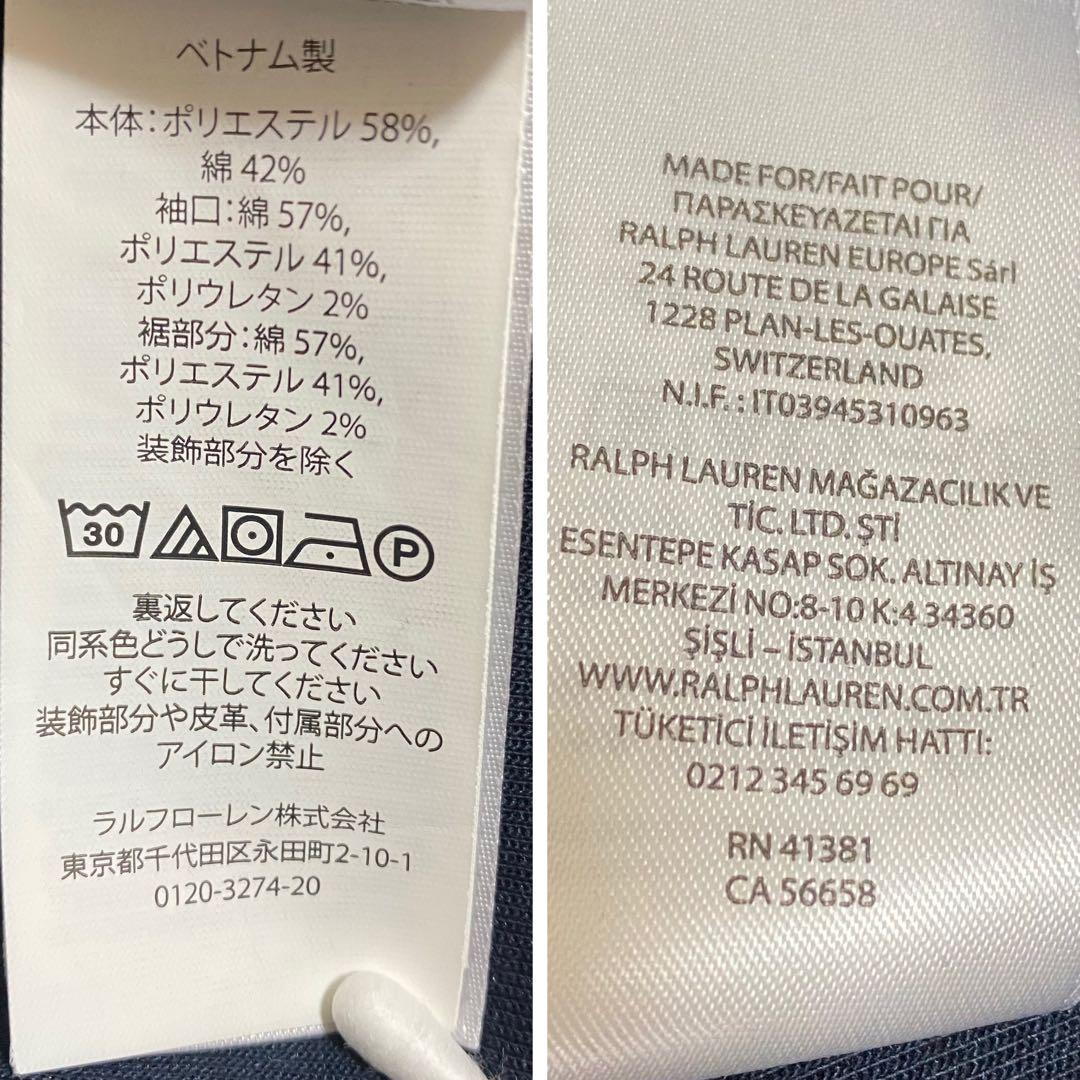 ベトナム製
本体:ポリエステル 58%,
綿 42%
袖口:綿 57%,
ポリエステル 41%,
ポリウレタン 2%
裾部分:綿 57%,
ポリエステル 41%,
ポリウレタン 2%
装飾部分を除く
30 P
裏返してください
同系色どうしで洗ってください
すぐに干してください
装飾部分や皮革、付属部分への
アイロン禁止
ラルフローレン株式会社
東京都千代田区永田町2-10-1
0120-3274-20
MADE FOR/FAIT POUR/
ΠΑΡΑΣΚΕΥΑΖΕΤΑΙ ΓΙΑ
RALPH LAUREN EUROPE Sárl
24 ROUTE DE LA GALAISE
1228 PLAN-LES-OUATES,
SWITZERLAND
N.I.F. : IT03945310963
RALPH LAUREN MAĞAZACILIK VE
TİC. LTD. ŞTİ
ESENTEPE KASAP SOK. ALTINAY İŞ
MERKEZİ NO:8-10 K:4 34360
ŞİŞLİ – İSTANBUL
WWW.RALPHLAUREN.COM.TR
TÜKETİCİ İLETİŞİM HATTI:
0212 345 69 69
RN 41381
CA 56658